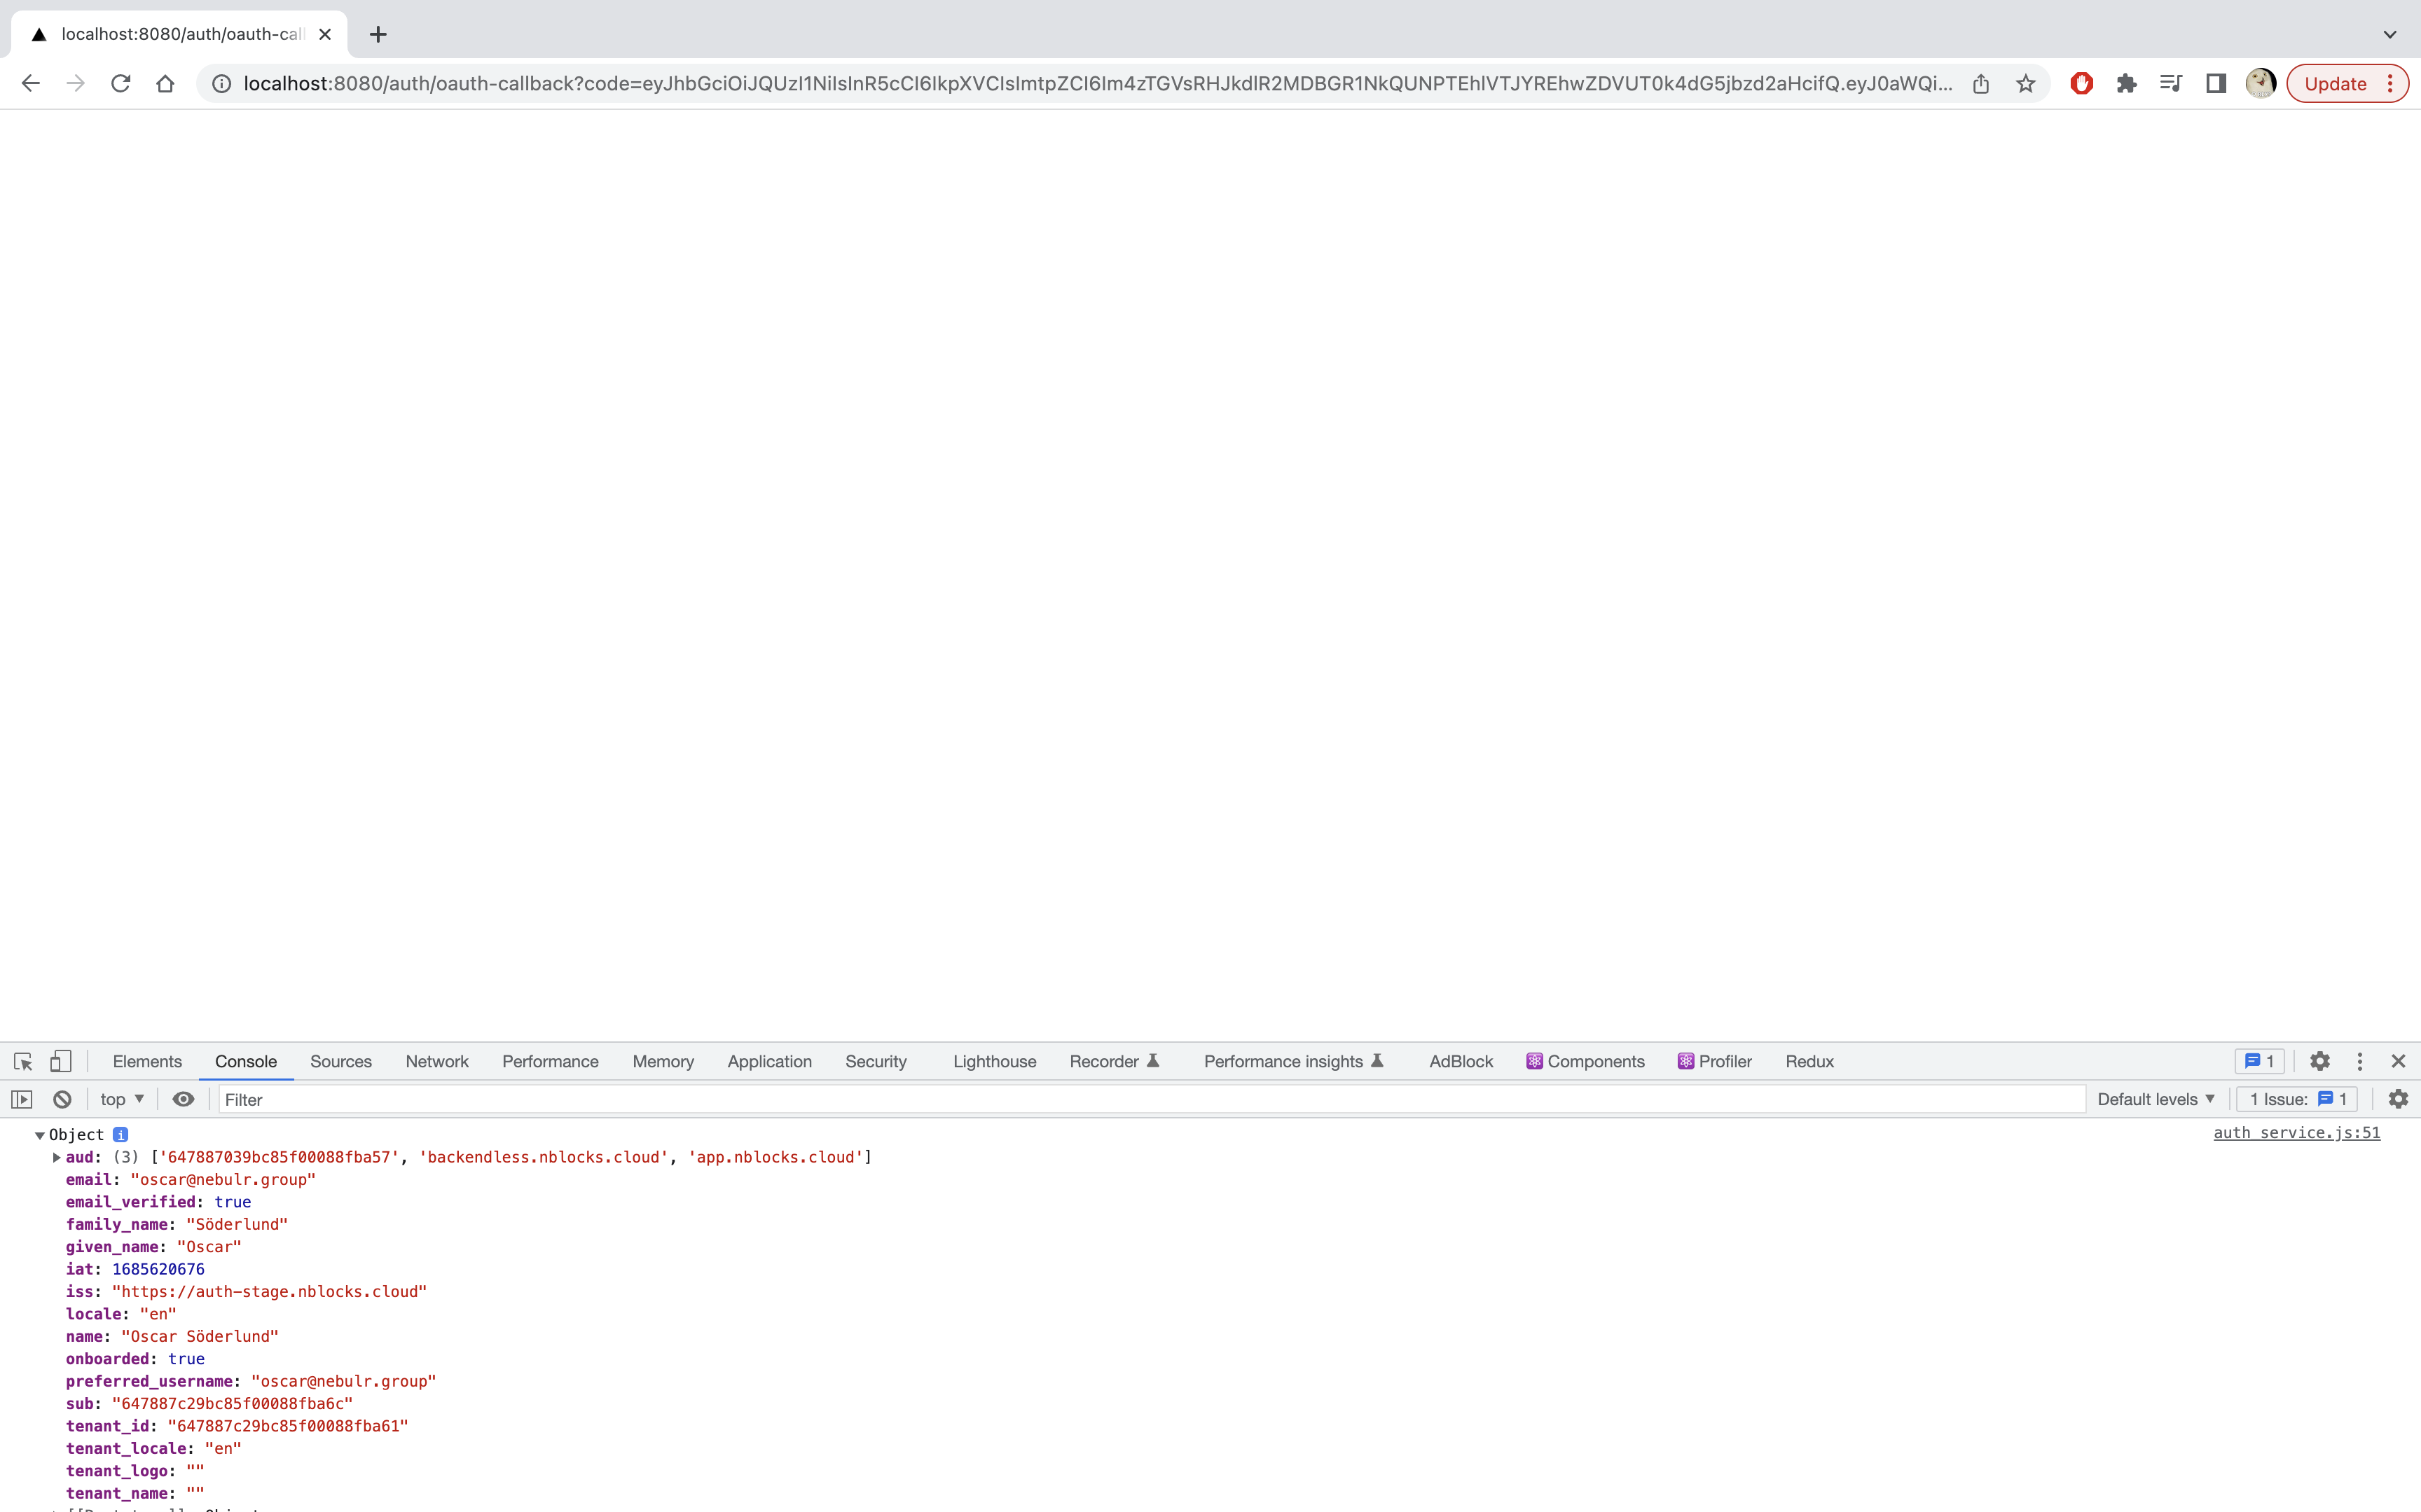 localhost:8080/auth/oauth-cal
localhost:8080/auth/oauth-callback?code=eyJhbGciOiJQUzI1NiIsInR5cCI6IkpXVCIsImtpZCI6Im4zTGVsRHJkdlR2MDBGR1NkQUNPTEhlVTJYREhwZDVUT0k4dG5jbzd2aHcifQ.eyJ0aWQi...
Update
Elements Console Sources Network Performance Memory Application Security Lighthouse Recorder Performance insights AdBlock Components Profiler Redux 1
top Filter Default levels 1 Issue: 1
Object i auth service.js:51
aud: (3) ['647887039bc85f00088fba57', 'backendless.nblocks.cloud', 'app.nblocks.cloud']
email: "oscar@nebulr.group"
email_verified: true
family_name: "Söderlund"
given_name: "Oscar"
iat: 1685620676
iss: "https://auth-stage.nblocks.cloud"
locale: "en"
name: "Oscar Söderlund"
onboarded: true
preferred_username: "oscar@nebulr.group"
sub: "647887c29bc85f00088fba6c"
tenant_id: "647887c29bc85f00088fba61"
tenant_locale: "en"
tenant_logo: ""
tenant_name: ""